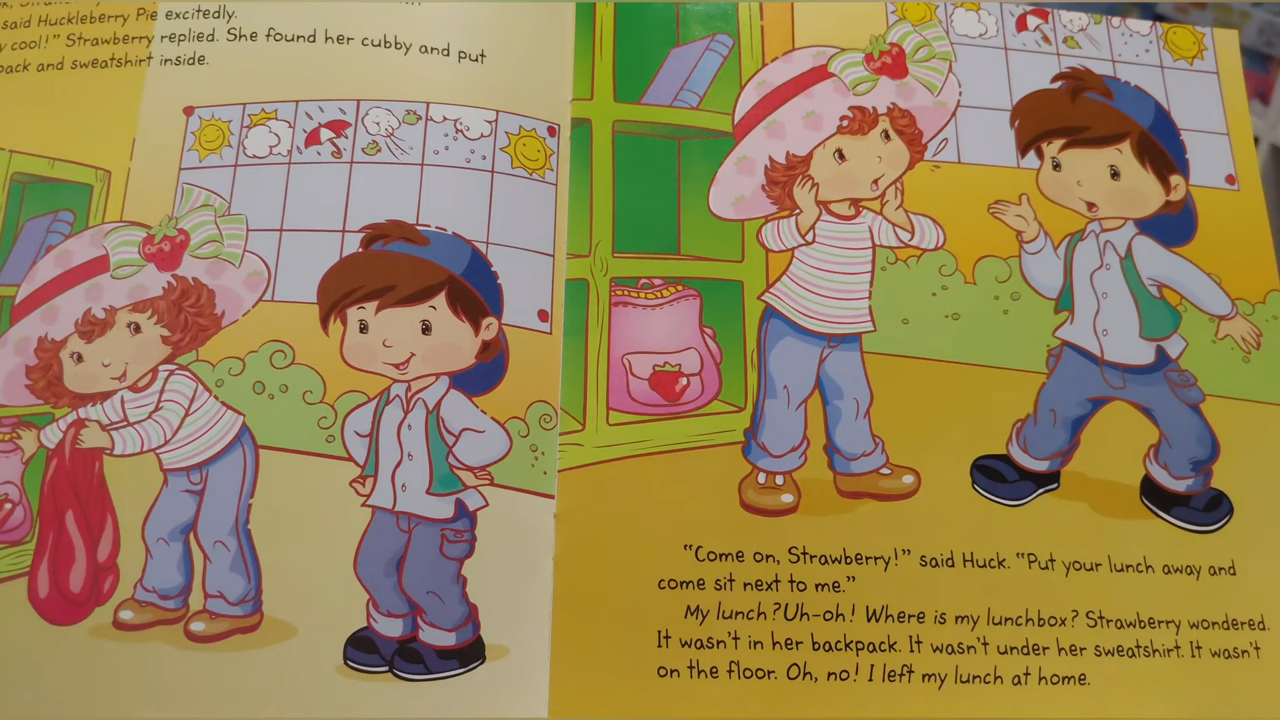 said Huckleberry Pie excitedly.
cool!" Strawberry replied. She found her cubby and put
and sweatshirt inside.
"Come on, Strawberry!" said Huck. "Put your lunch away and
come sit next to me."
My lunch? Uh-oh! Where is my lunchbox? Strawberry wondered.
It wasn't in her backpack. It wasn't under her sweatshirt. It wasn't
on the floor. Oh, no! I left my lunch at home.